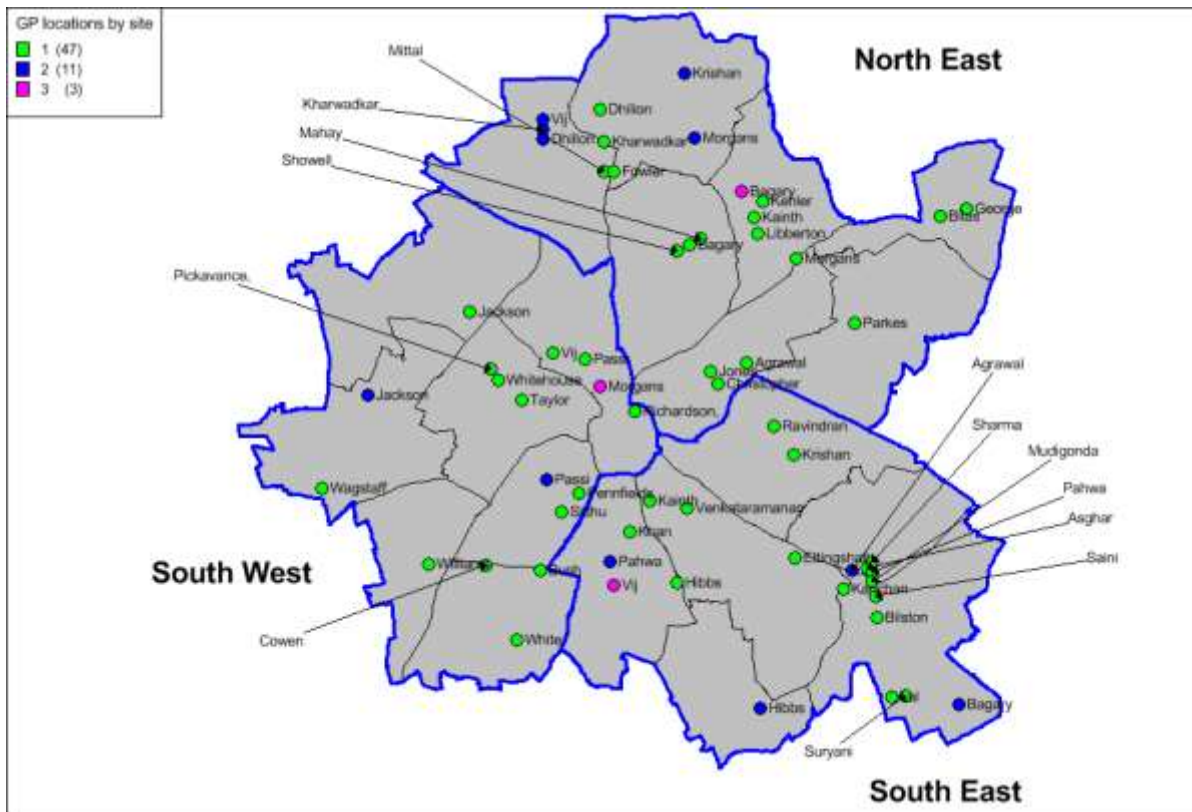 GP locations by site
1 (47)
2 (11)
3 (3)
North East
Mittal
Krishan
Kharwadkar
Dhillon
Vij
Mahay
Dhillon
Kharwadkar
Morgans
Showell
Fowler
Bagary
Kehler
George
Kainth
Bilas
Libberton
Bagary
Morgans
Pickavance,
Jackson
Parkes
Vij
Passi
Agrawal
Agrawal
Jones
Whitehouse
Christopher
Jackson
Morgans
Taylor
Richardson,
Sharma
Ravindran
Mudigonda
Krishan
Passi
Pahwa
Wagstaff
Pennfields
Kainth
Venkataramanan
Sidhu
Asghar
Khan
Saini
South West
Pahwa
Ettingshall
Vij
Hibbs
Kanchan
Bilston
Cowen
White
Hibbs
Bagary
Suryani
South East